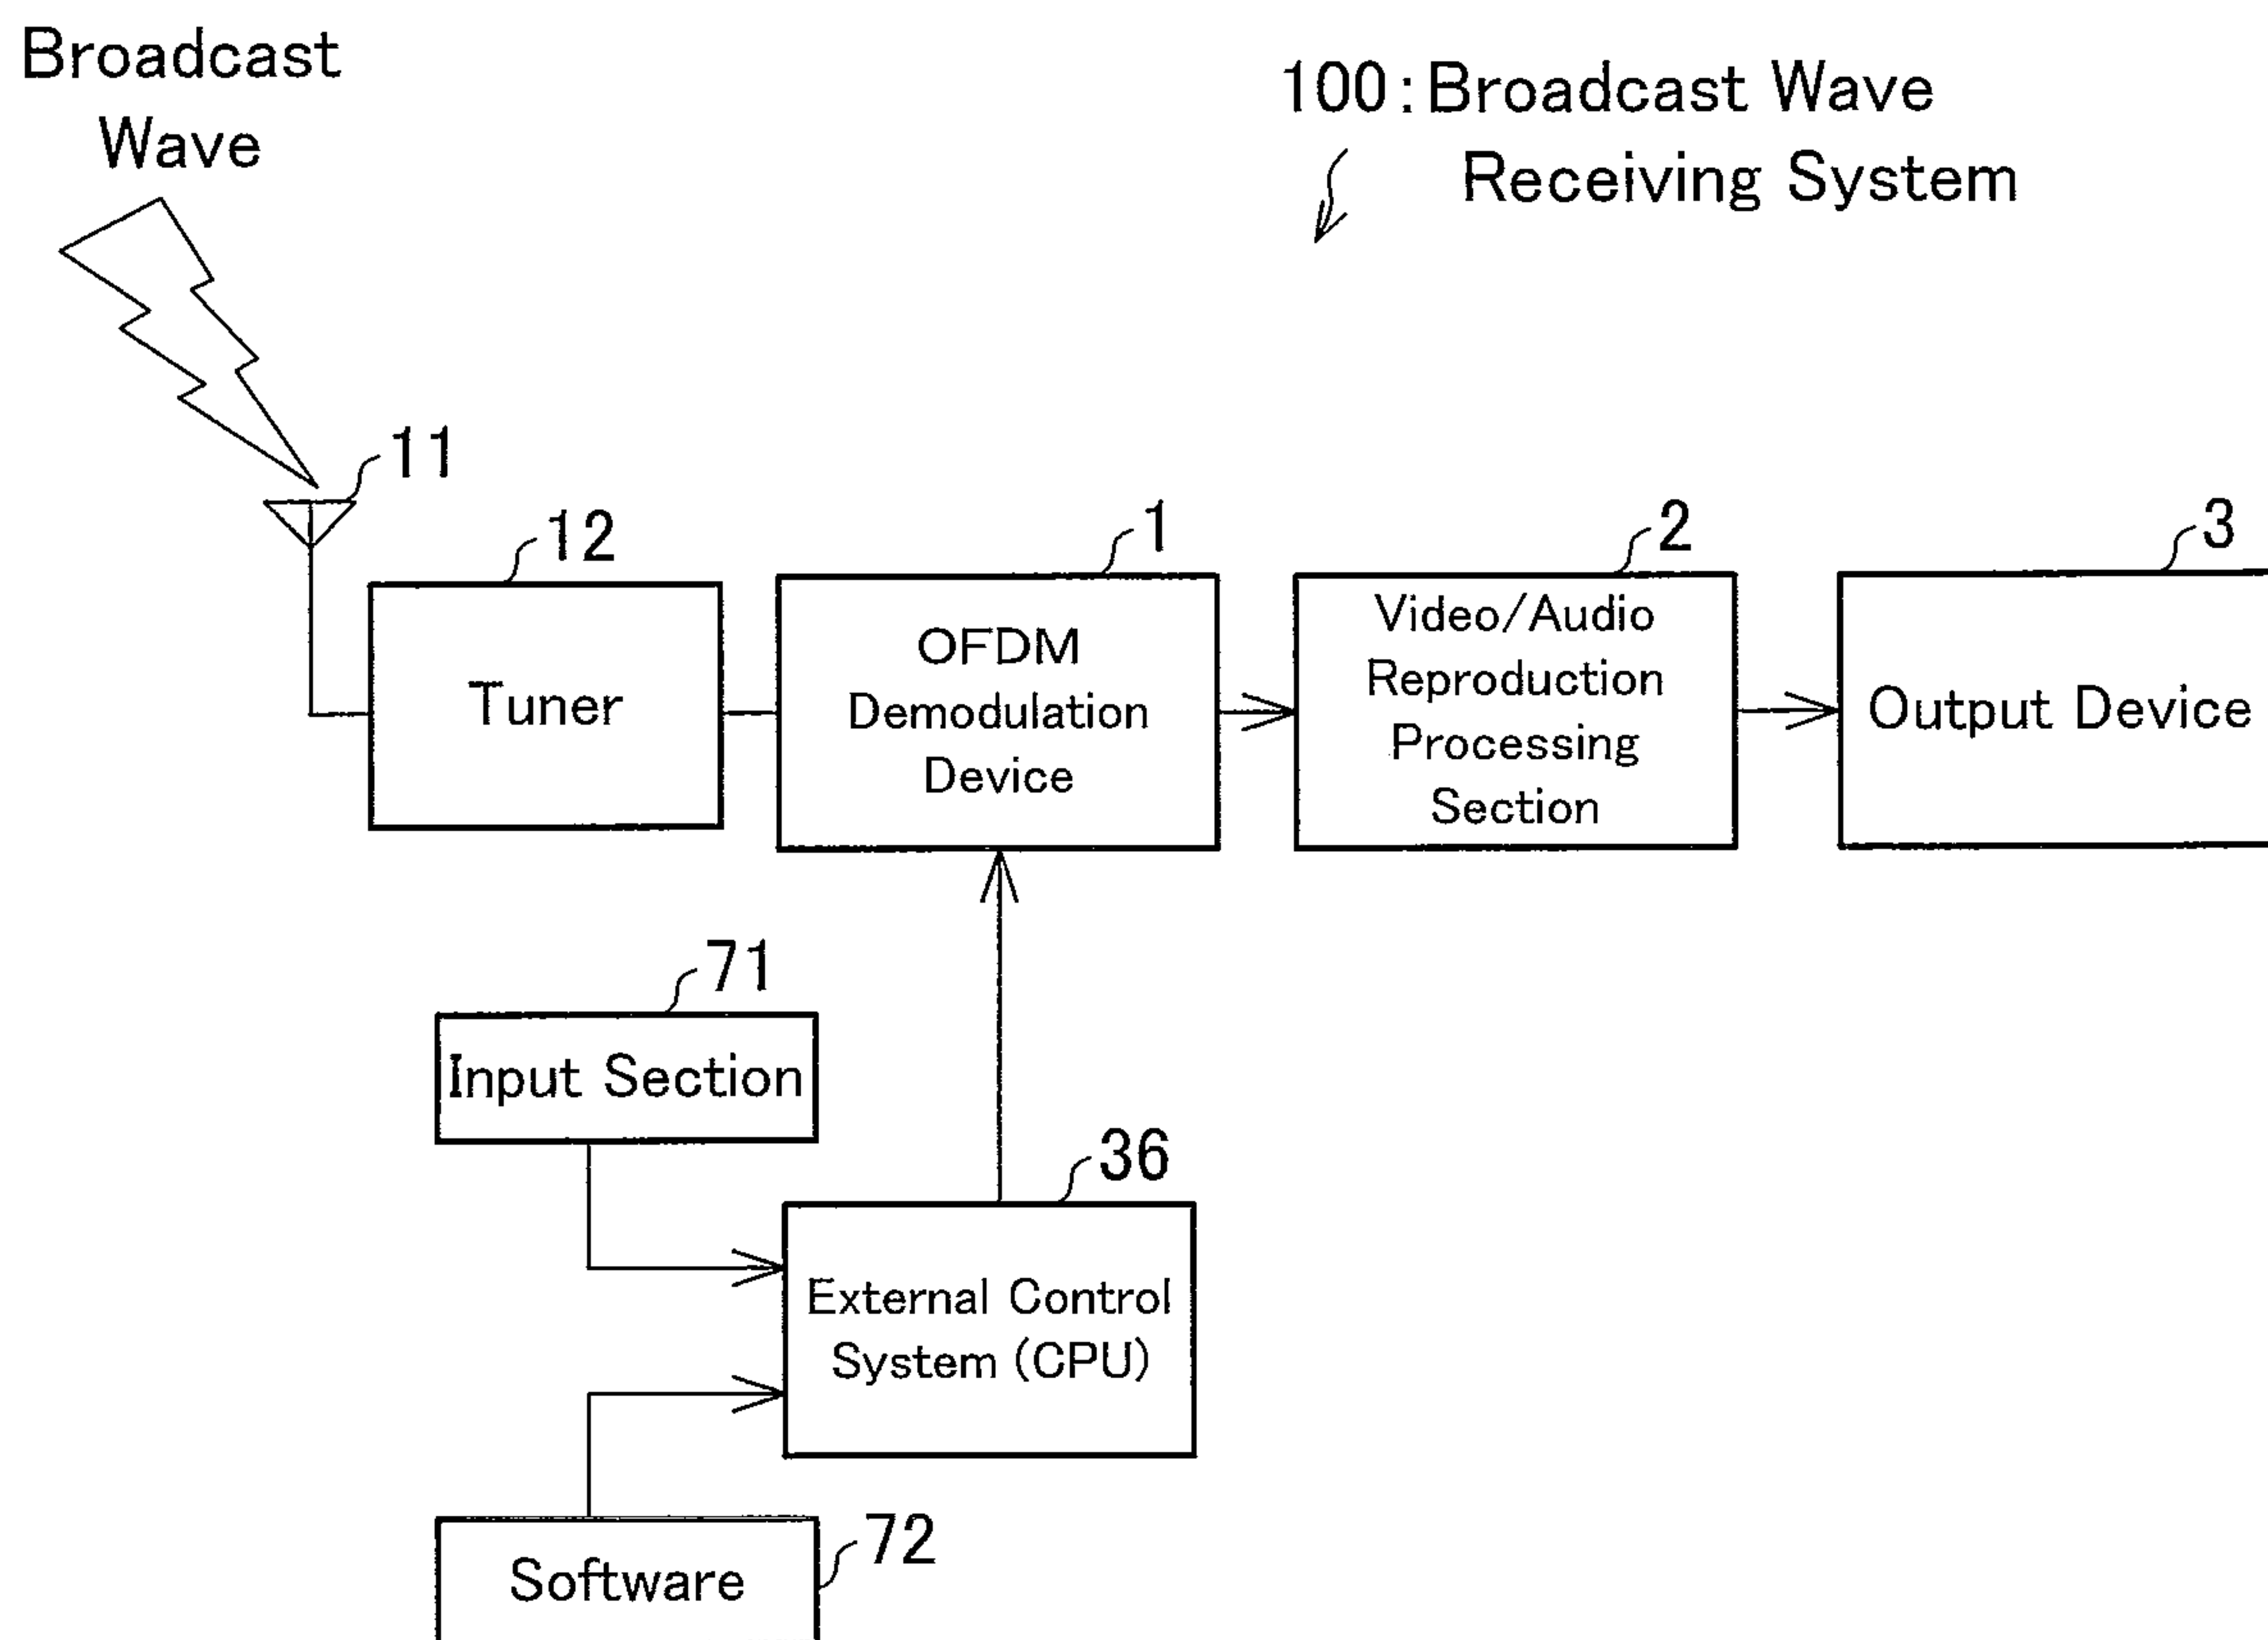 Broadcast
Wave
100:Broadcast Wave
Receiving System
11
12
1
2
3
Tuner
OFDM
Demodulation
Device
Video/Audio
Reproduction
Processing
Section
Output Device
71
Input Section
36
External Control
System (CPU)
72
Software